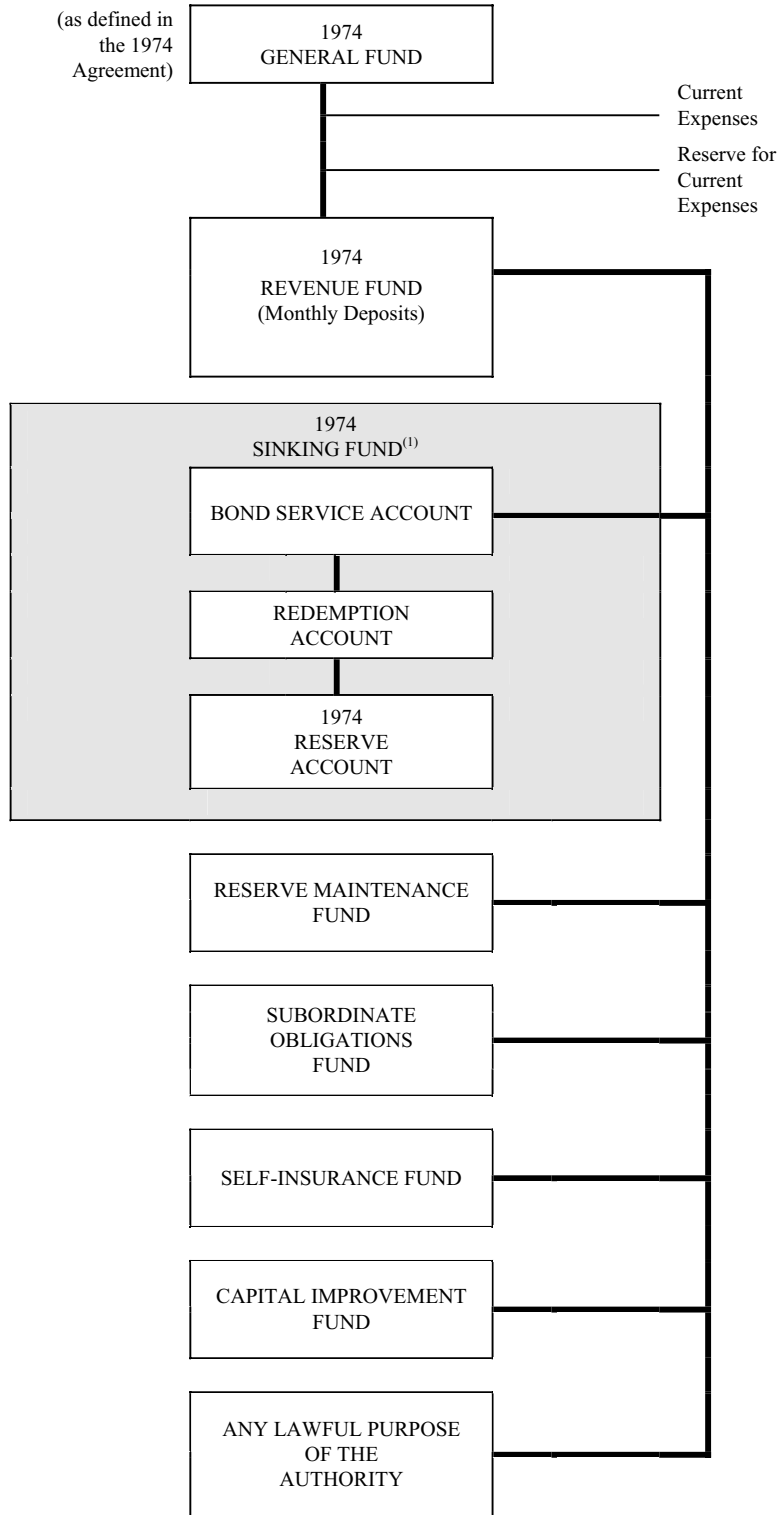 (as defined in
the 1974
Agreement)
1974
GENERAL FUND
Current
Expenses
Reserve for
Current
Expenses
1974
REVENUE FUND
(Monthly Deposits)
1974
SINKING FUND(1)
BOND SERVICE ACCOUNT
REDEMPTION
ACCOUNT
1974
RESERVE
ACCOUNT
RESERVE MAINTENANCE
FUND
SUBORDINATE
OBLIGATIONS
FUND
SELF-INSURANCE FUND
CAPITAL IMPROVEMENT
FUND
ANY LAWFUL PURPOSE
OF THE
AUTHORITY